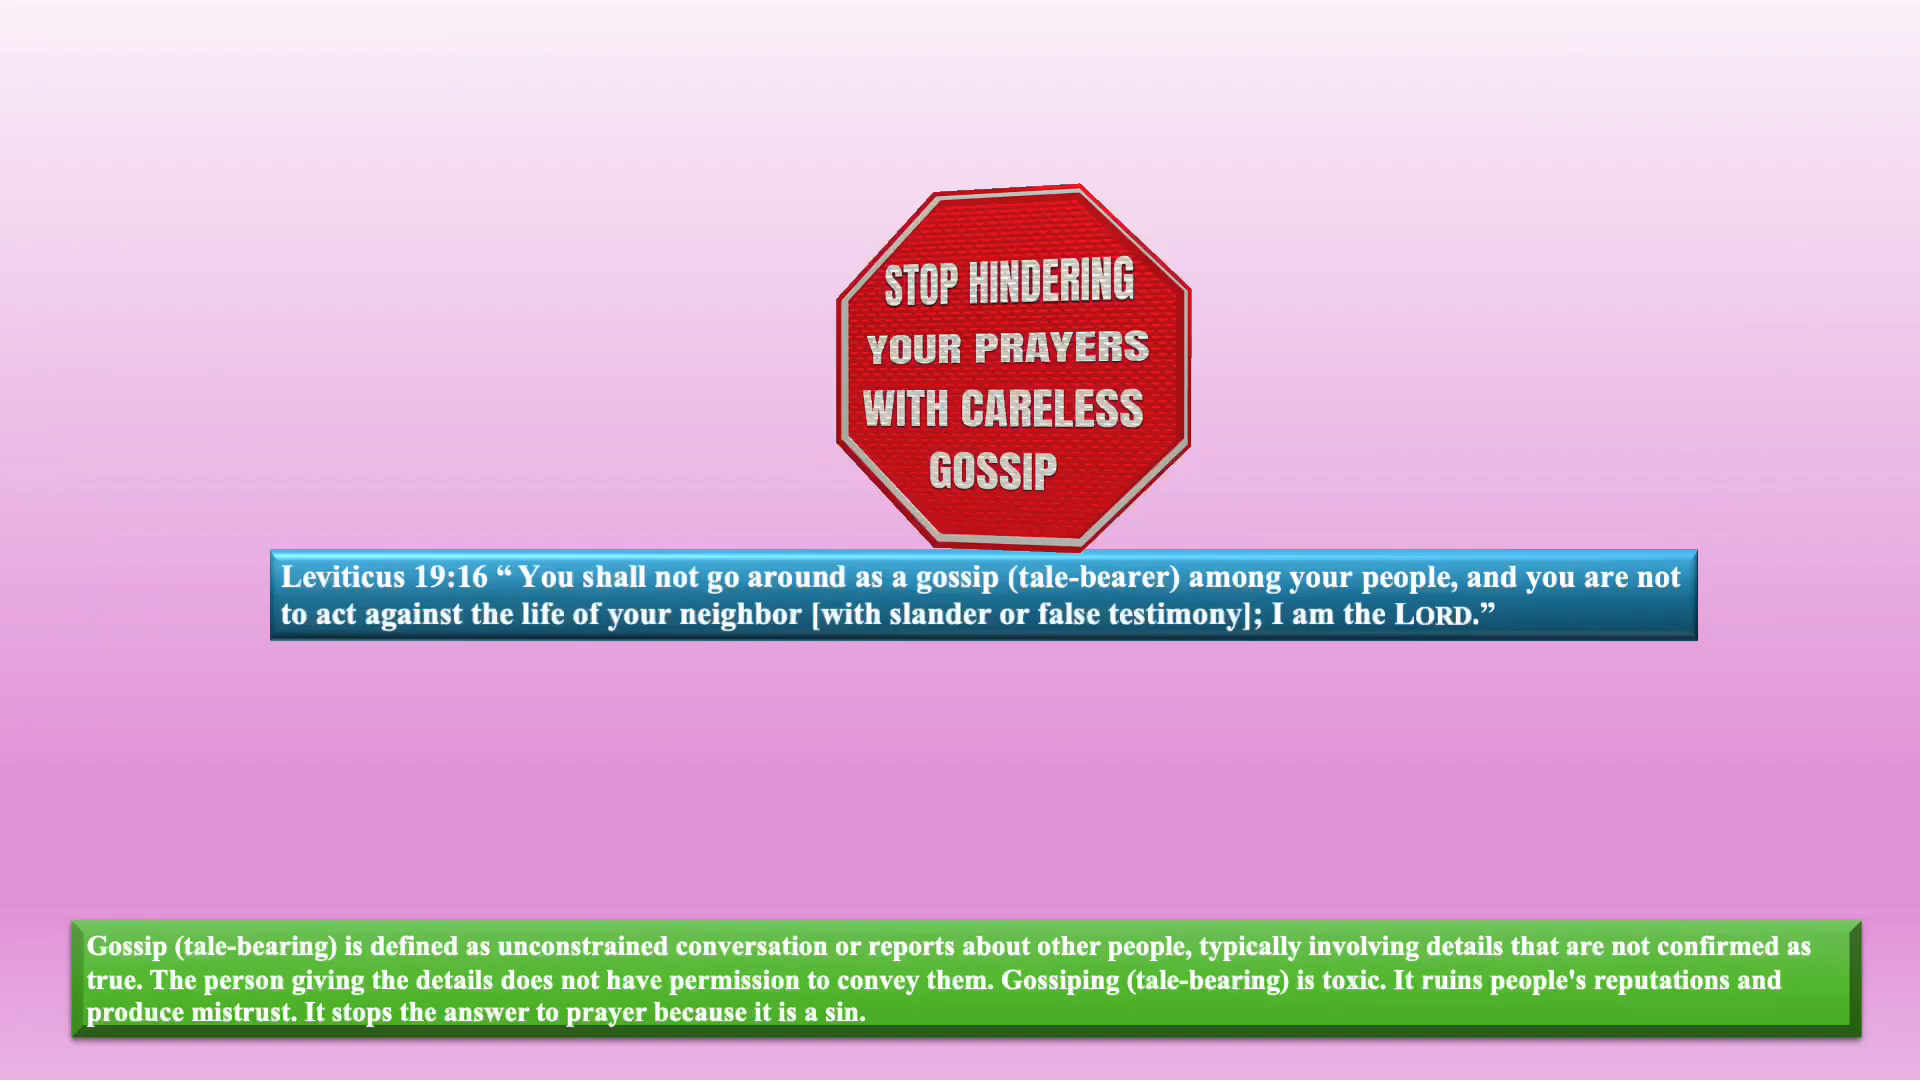 STOP HINDERING
YOUR PRAYERS
WITH CARELESS
GOSSIP
Leviticus 19:16 “ You shall not go around as a gossip (tale-bearer) among your people, and you are not
to act against the life of your neighbor [with slander or false testimony]; I am the LORD.”
Gossip (tale-bearing) is defined as unconstrained conversation or reports about other people, typically involving details that are not confirmed as
true. The person giving the details does not have permission to convey them. Gossiping (tale-bearing) is toxic. It ruins people's reputations and
produce mistrust. It stops the answer to prayer because it is a sin.